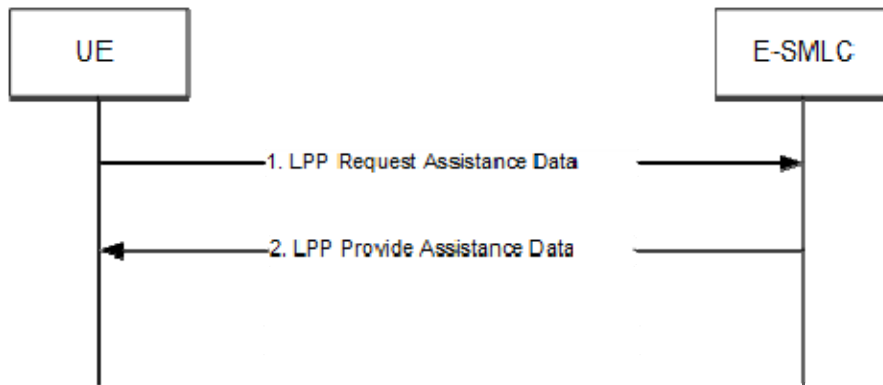 UE
E-SMLC
1. LPP Request Assistance Data
2. LPP Provide Assistance Data